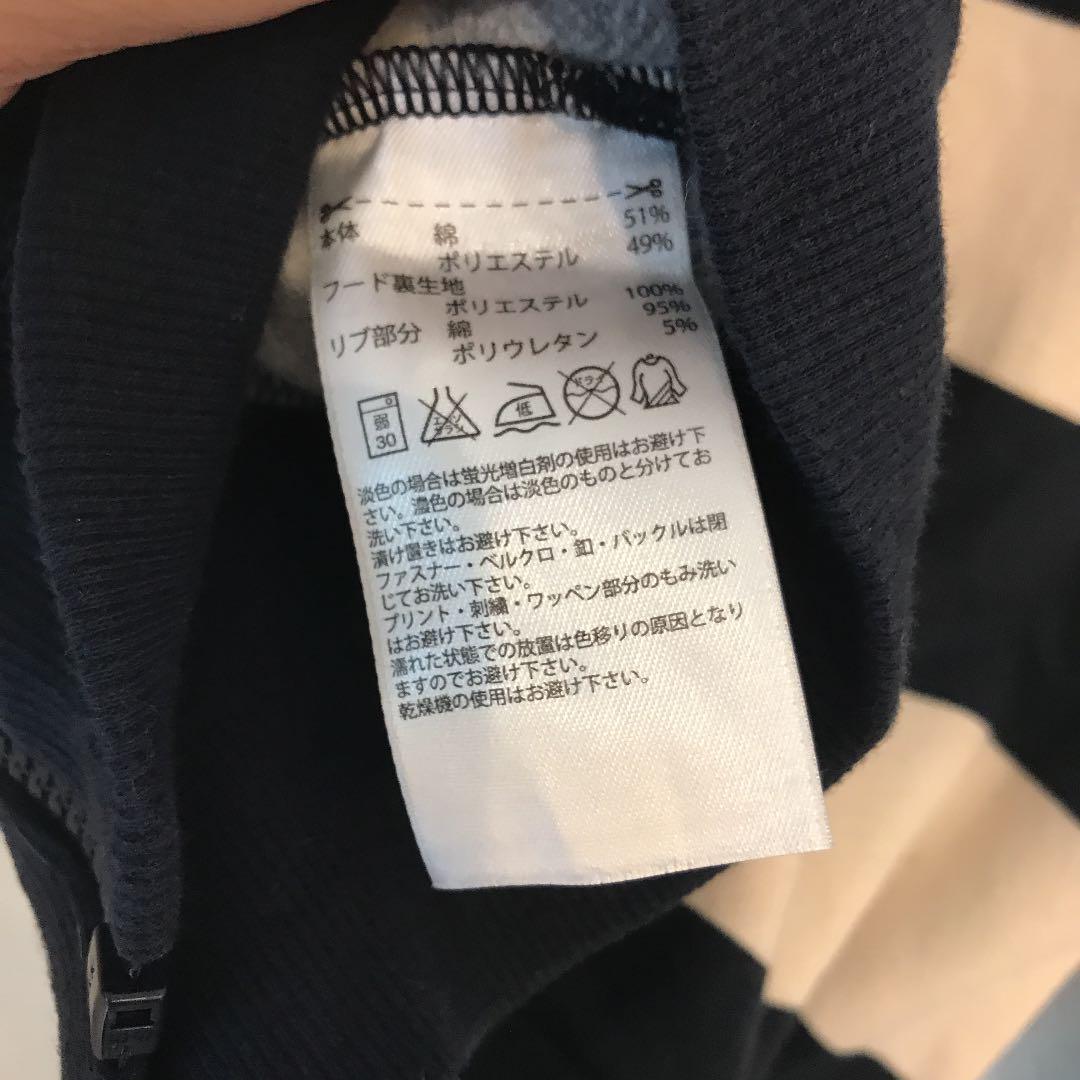 本体 綿 51%
ポリエステル 49%
フード裏生地
ポリエステル 100%
リブ部分 綿 95%
ポリウレタン 5%
弱
30
エンソ
サラシ
低
ドライ
淡色の場合は蛍光増白剤の使用はお避け下
さい。濃色の場合は淡色のものと分けてお
洗い下さい。
漬け置きはお避け下さい。
ファスナー・ベルクロ・釦・バックルは閉
じてお洗い下さい。
プリント・刺繍・ワッペン部分のもみ洗い
はお避け下さい。
濡れた状態での放置は色移りの原因となり
ますのでお避け下さい。
乾燥機の使用はお避け下さい。